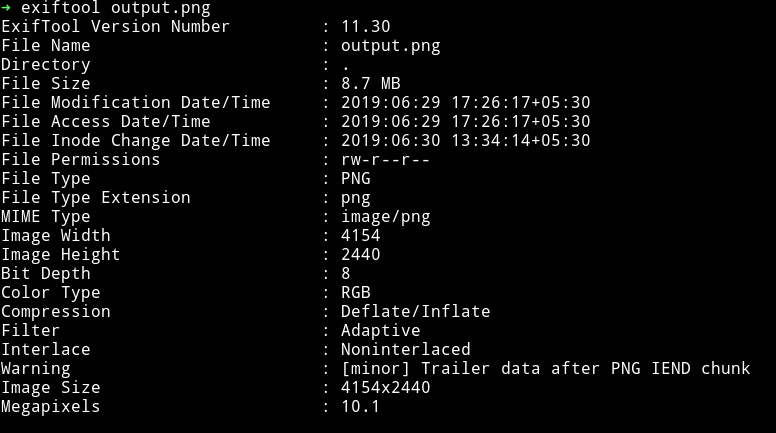 ➜ exiftool output.png
ExifTool Version Number         : 11.30
File Name                       : output.png
Directory                       : .
File Size                       : 8.7 MB
File Modification Date/Time     : 2019:06:29 17:26:17+05:30
File Access Date/Time           : 2019:06:29 17:26:17+05:30
File Inode Change Date/Time     : 2019:06:30 13:34:14+05:30
File Permissions                : rw-r--r--
File Type                       : PNG
File Type Extension             : png
MIME Type                       : image/png
Image Width                     : 4154
Image Height                    : 2440
Bit Depth                       : 8
Color Type                      : RGB
Compression                     : Deflate/Inflate
Filter                          : Adaptive
Interlace                       : Noninterlaced
Warning                         : [minor] Trailer data after PNG IEND chunk
Image Size                      : 4154x2440
Megapixels                      : 10.1